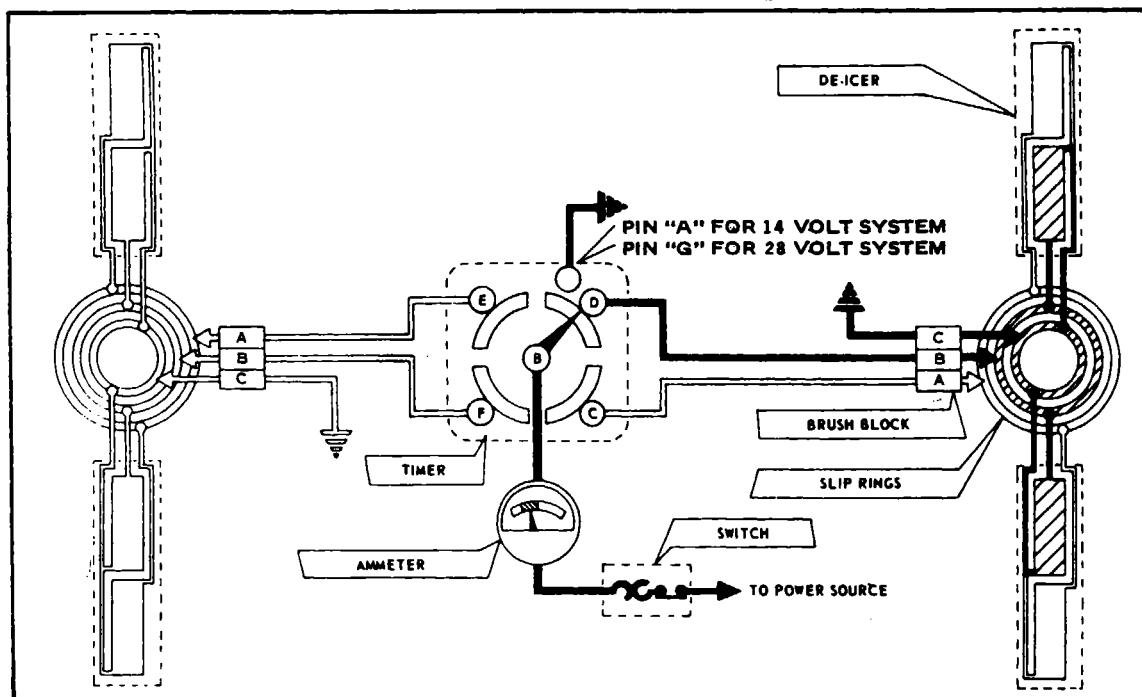 DE-ICER
PIN "A" FOR 14 VOLT SYSTEM
PIN "G" FOR 28 VOLT SYSTEM
E
D
A
B
C
B
C
B
A
F
C
BRUSH BLOCK
TIMER
SLIP RINGS
SWITCH
AMMETER
TO POWER SOURCE